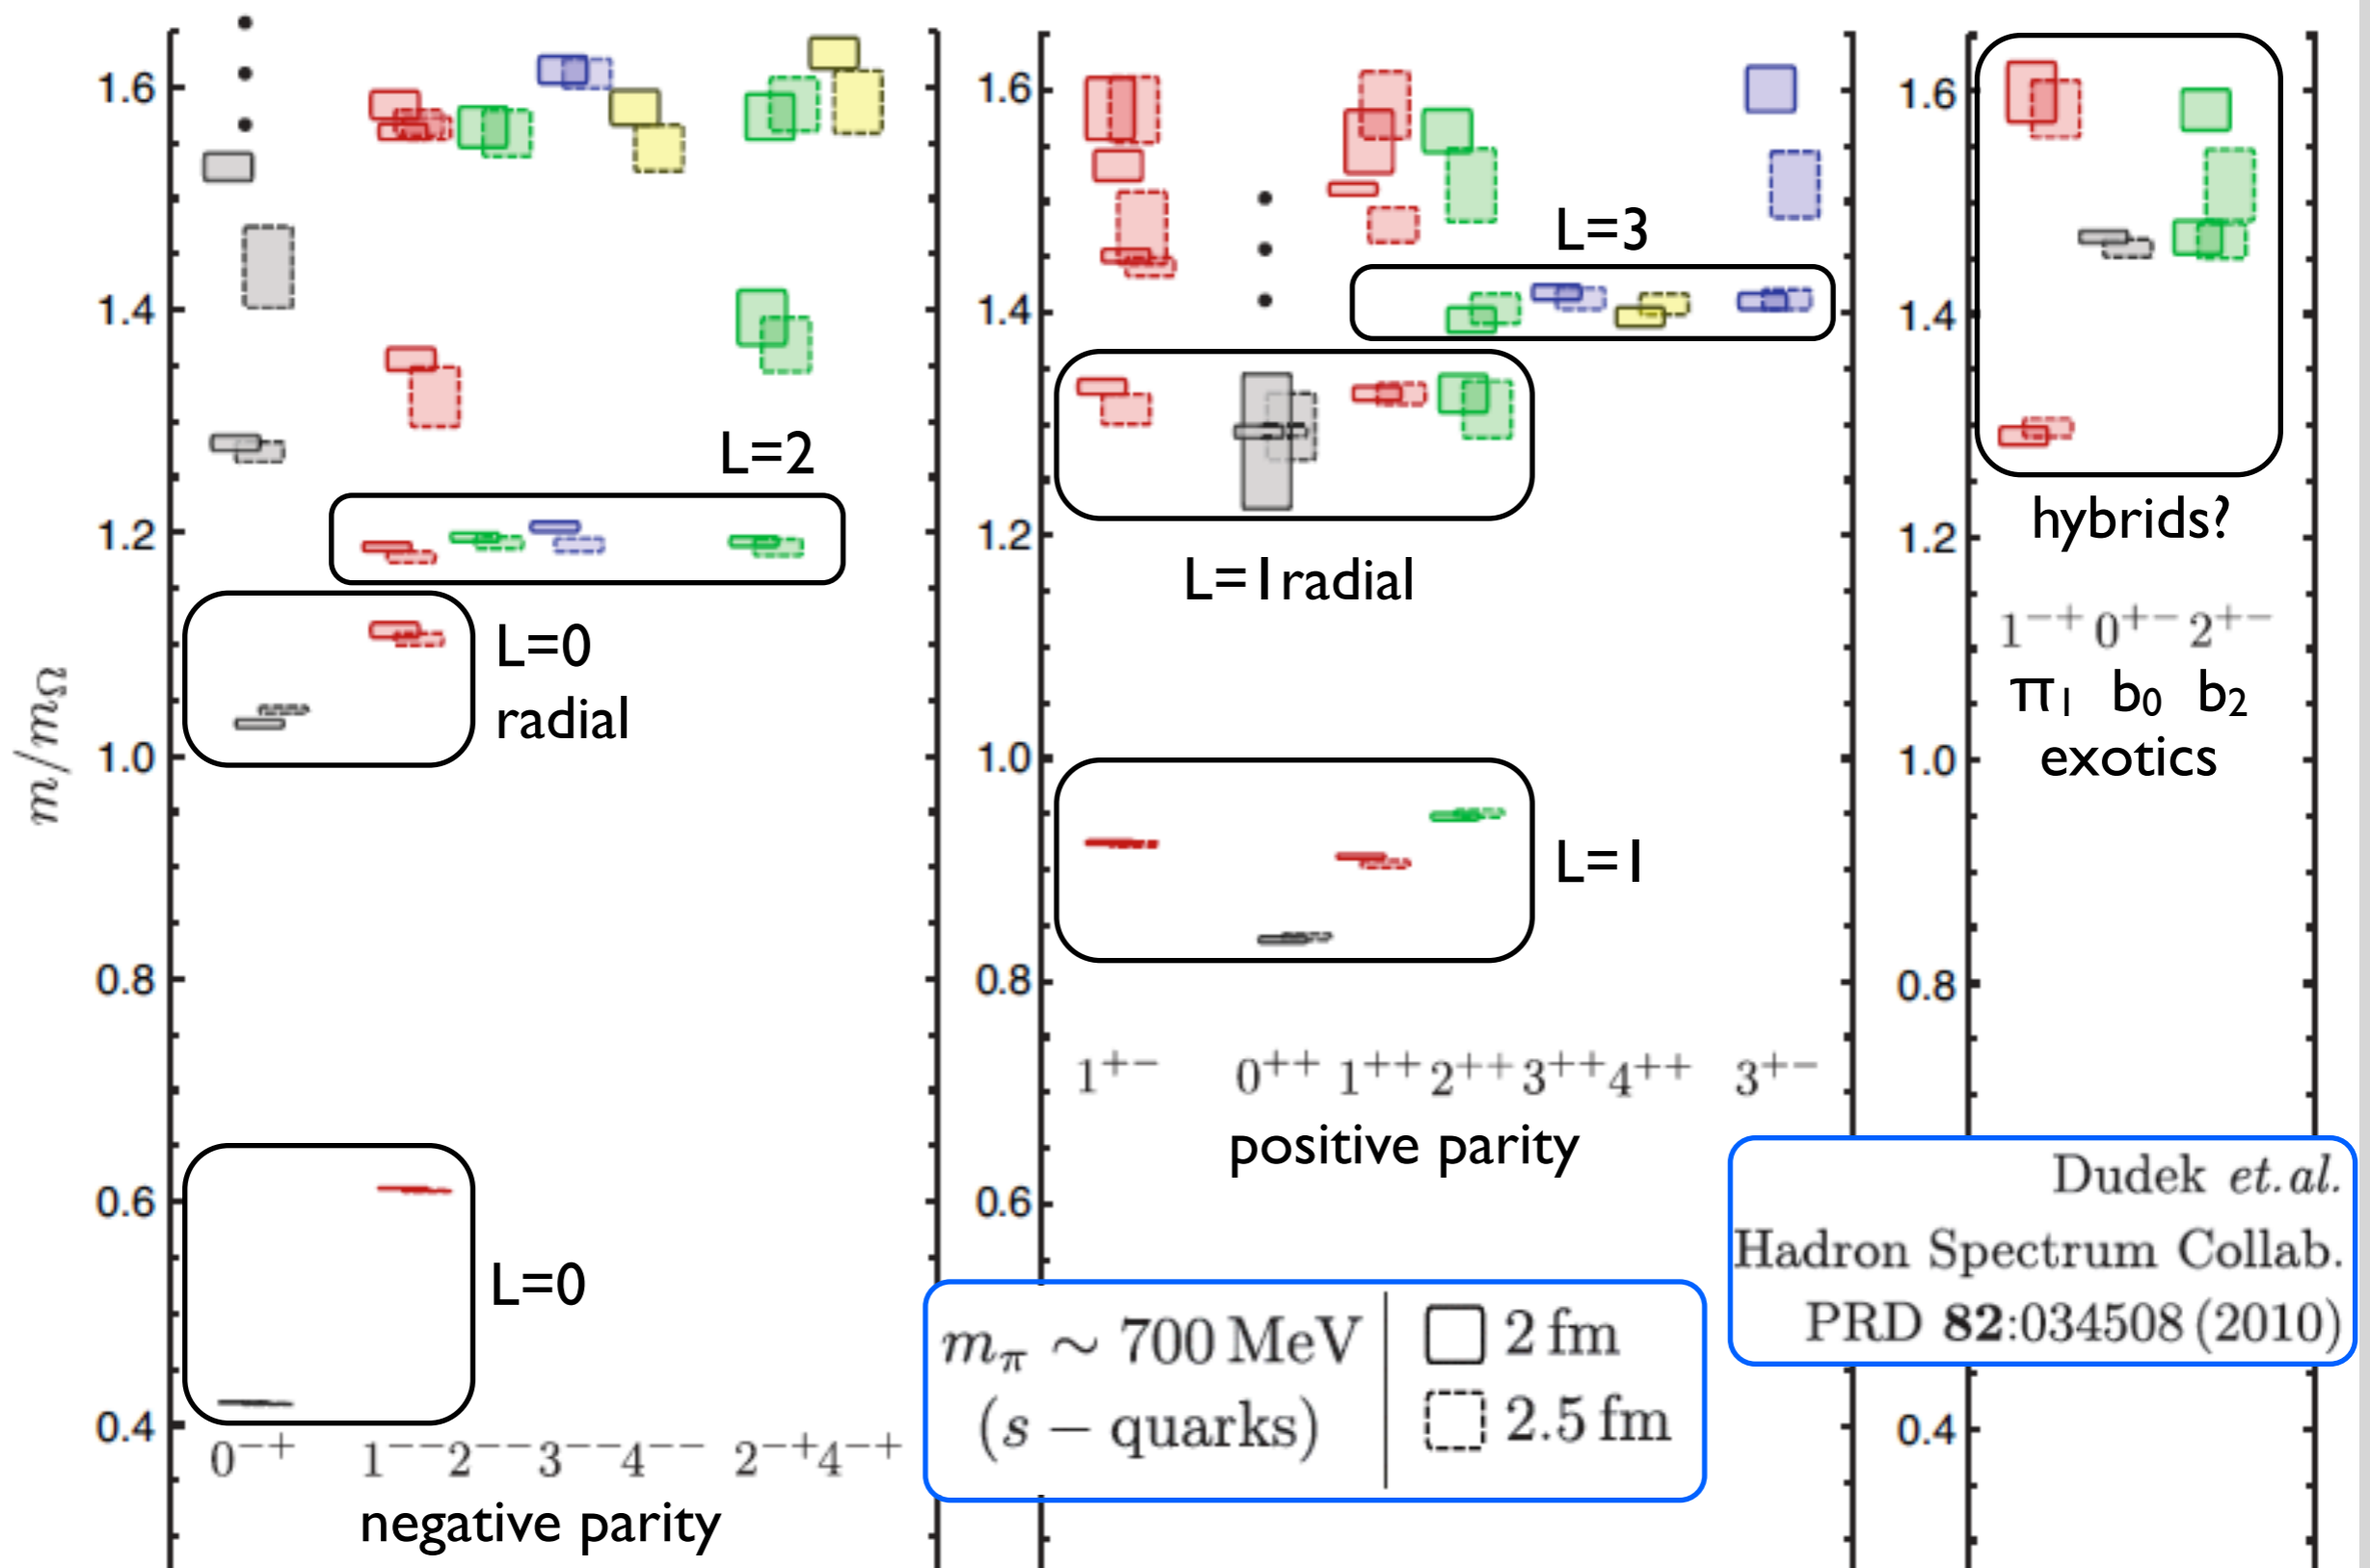 m/mΩ
1.6
1.4
1.2
1.0
0.8
0.6
0.4
L=2
L=0
radial
L=0
0⁻⁺ 1⁻⁻ 2⁻⁻ 3⁻⁻ 4⁻⁻ 2⁻⁺ 4⁻⁺
negative parity
1.6
1.4
1.2
1.0
0.8
0.6
L=3
L=1 radial
L=1
1⁺⁻ 0⁺⁺ 1⁺⁺ 2⁺⁺ 3⁺⁺ 4⁺⁺ 3⁺⁻
positive parity
mπ ∼ 700 MeV
(s − quarks)
2 fm
2.5 fm
1.6
1.4
1.2
1.0
0.8
0.4
hybrids?
1⁻⁺ 0⁺⁻ 2⁺⁻
π₁ b₀ b₂
exotics
Dudek et.al.
Hadron Spectrum Collab.
PRD 82:034508 (2010)